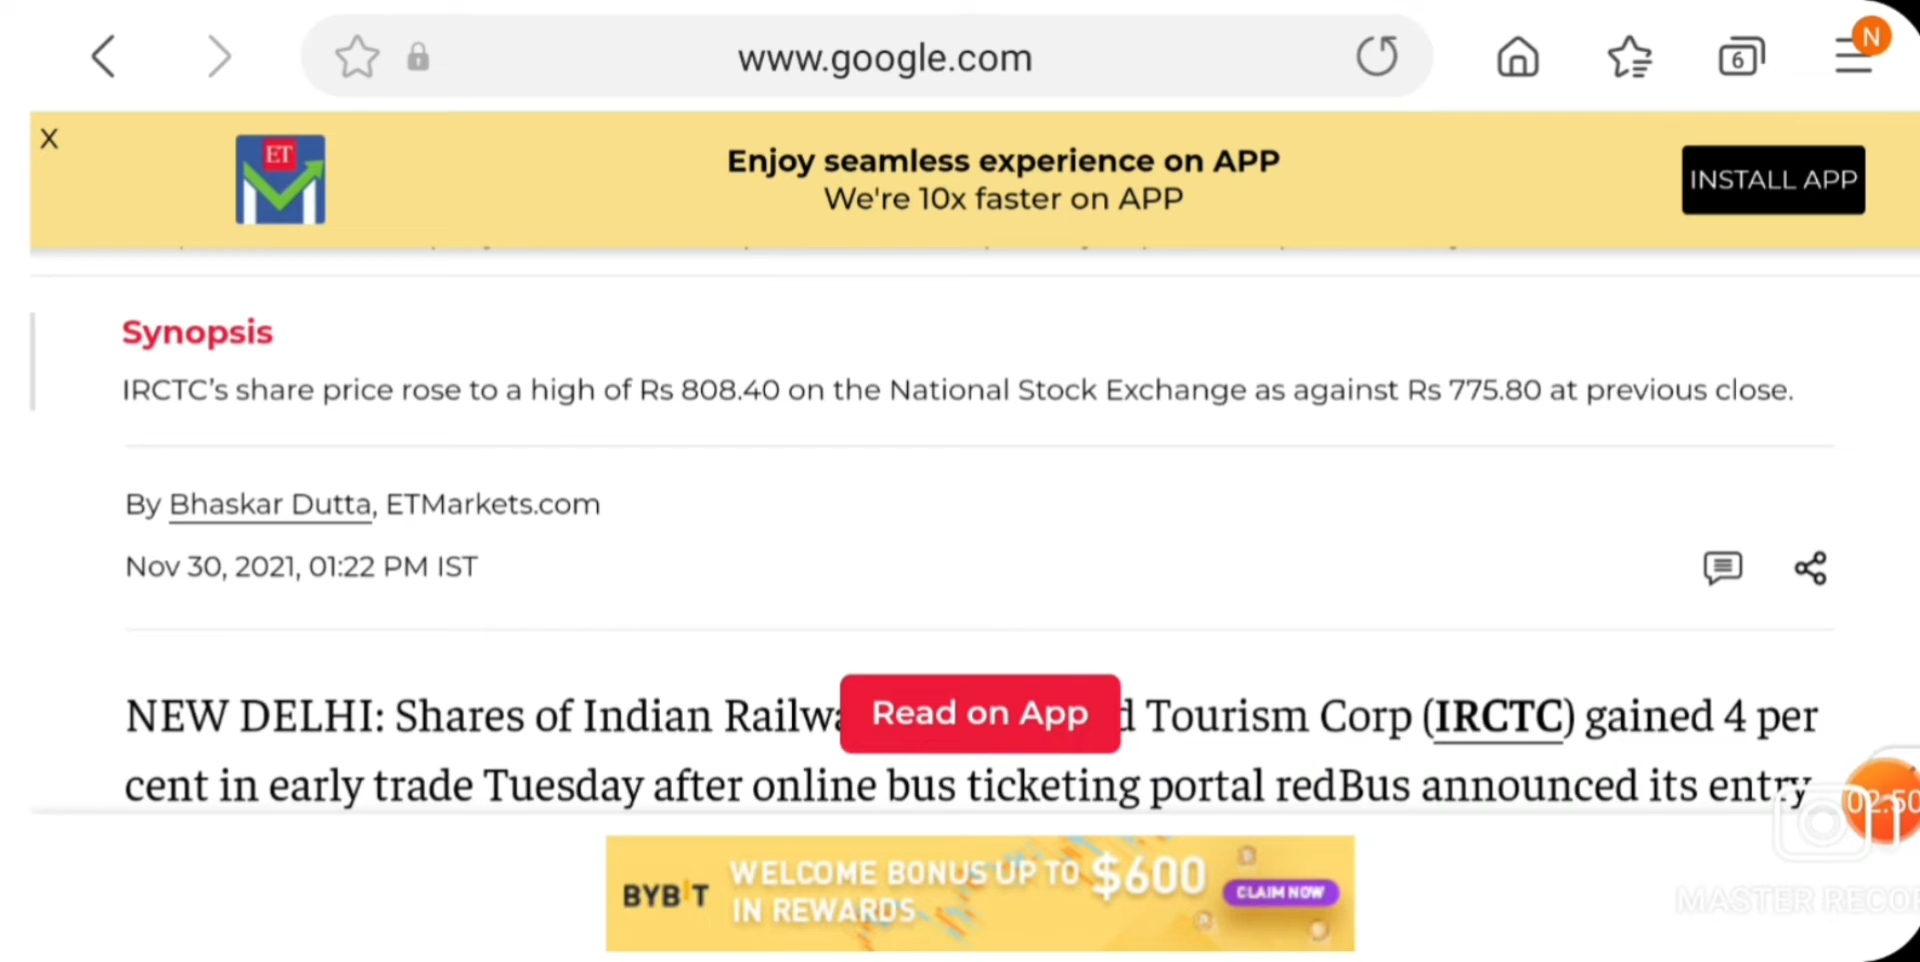 www.google.com
6
N
X
ET
Enjoy seamless experience on APP
We're 10x faster on APP
INSTALL APP
Synopsis
IRCTC's share price rose to a high of Rs 808.40 on the National Stock Exchange as against Rs 775.80 at previous close.
By Bhaskar Dutta, ETMarkets.com
Nov 30, 2021, 01:22 PM IST
NEW DELHI: Shares of Indian Tourism Corp (IRCTC) gained 4 per
Read on App
cent in early trade Tuesday after online bus ticketing portal redBus announced its entry
02:50
BYBIT
WELCOME BONUS UP TO $600
IN REWARDS
CLAIM NOW
MASTER